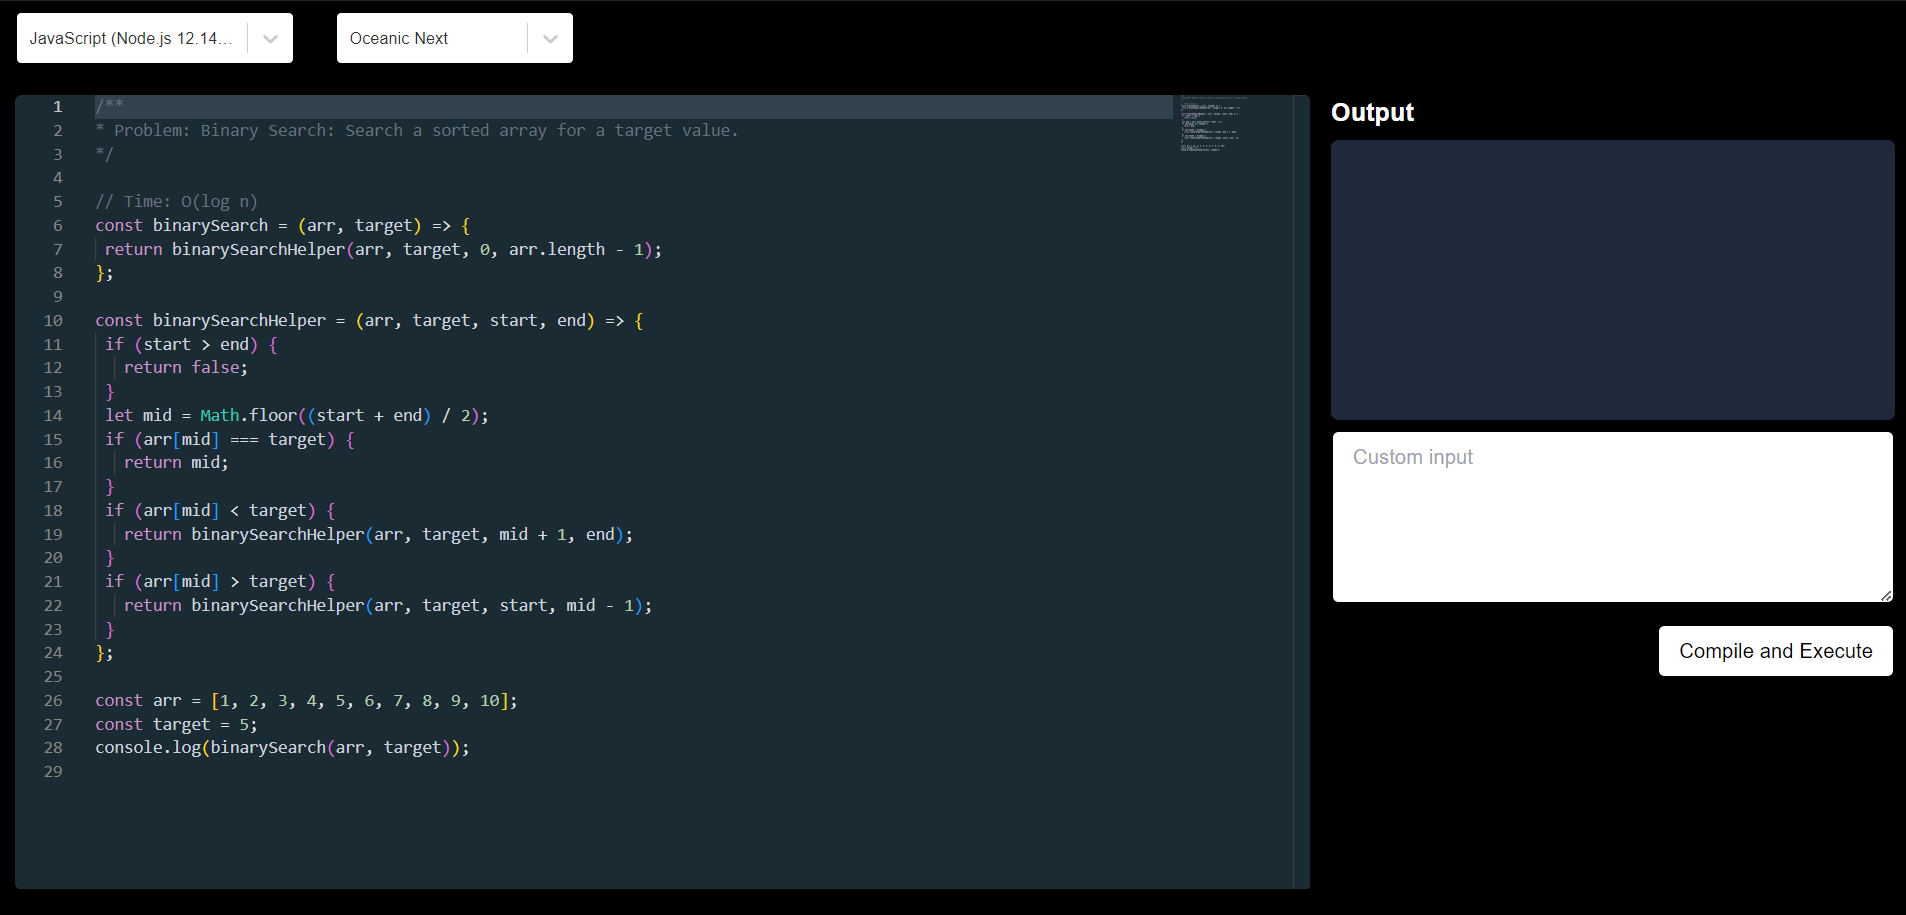 JavaScript (Node.js 12.14...
Oceanic Next
1 /**
2 * Problem: Binary Search: Search a sorted array for a target value.
3 */
4
5 // Time: O(log n)
6 const binarySearch = (arr, target) => {
7 return binarySearchHelper(arr, target, 0, arr.length - 1);
8 };
9
10 const binarySearchHelper = (arr, target, start, end) => {
11 if (start > end) {
12 return false;
13 }
14 let mid = Math.floor((start + end) / 2);
15 if (arr[mid] === target) {
16 return mid;
17 }
18 if (arr[mid] < target) {
19 return binarySearchHelper(arr, target, mid + 1, end);
20 }
21 if (arr[mid] > target) {
22 return binarySearchHelper(arr, target, start, mid - 1);
23 }
24 };
25
26 const arr = [1, 2, 3, 4, 5, 6, 7, 8, 9, 10];
27 const target = 5;
28 console.log(binarySearch(arr, target));
29
Output
Custom input
Compile and Execute